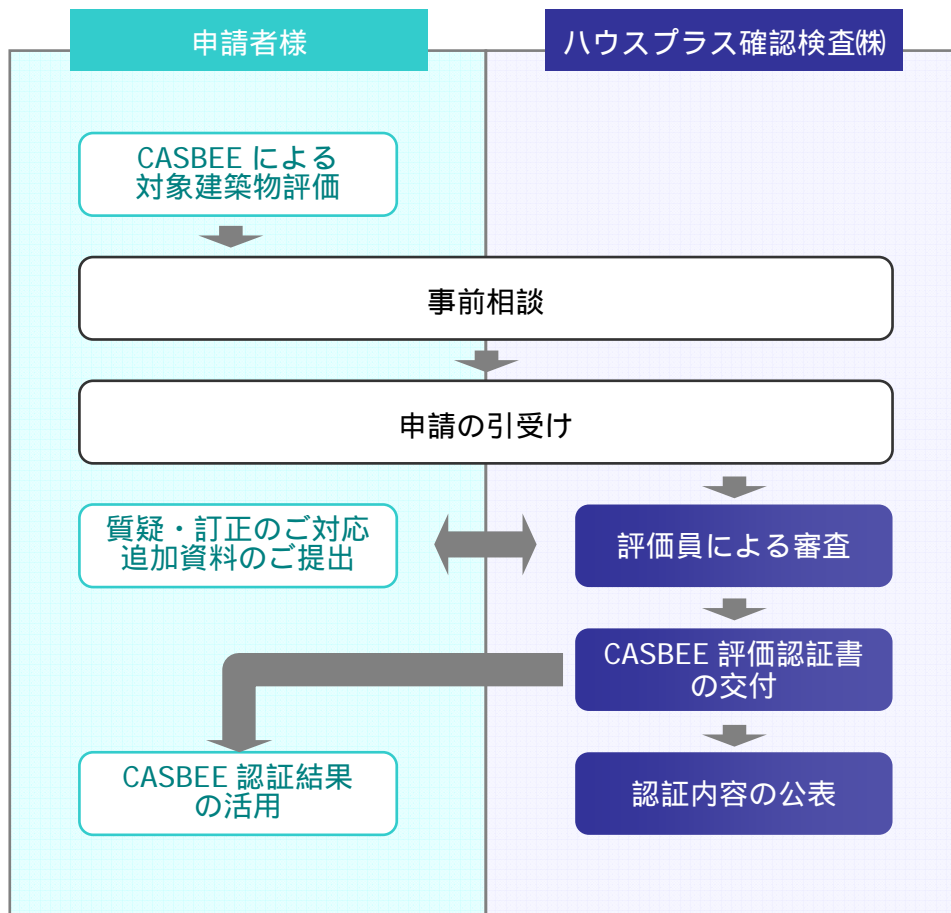 申請者様
ハウスプラス確認検査㈱
CASBEE による
対象建築物評価
事前相談
申請の引受け
質疑・訂正のご対応
追加資料のご提出
評価員による審査
CASBEE 評価認証書
の交付
CASBEE 認証結果
の活用
認証内容の公表